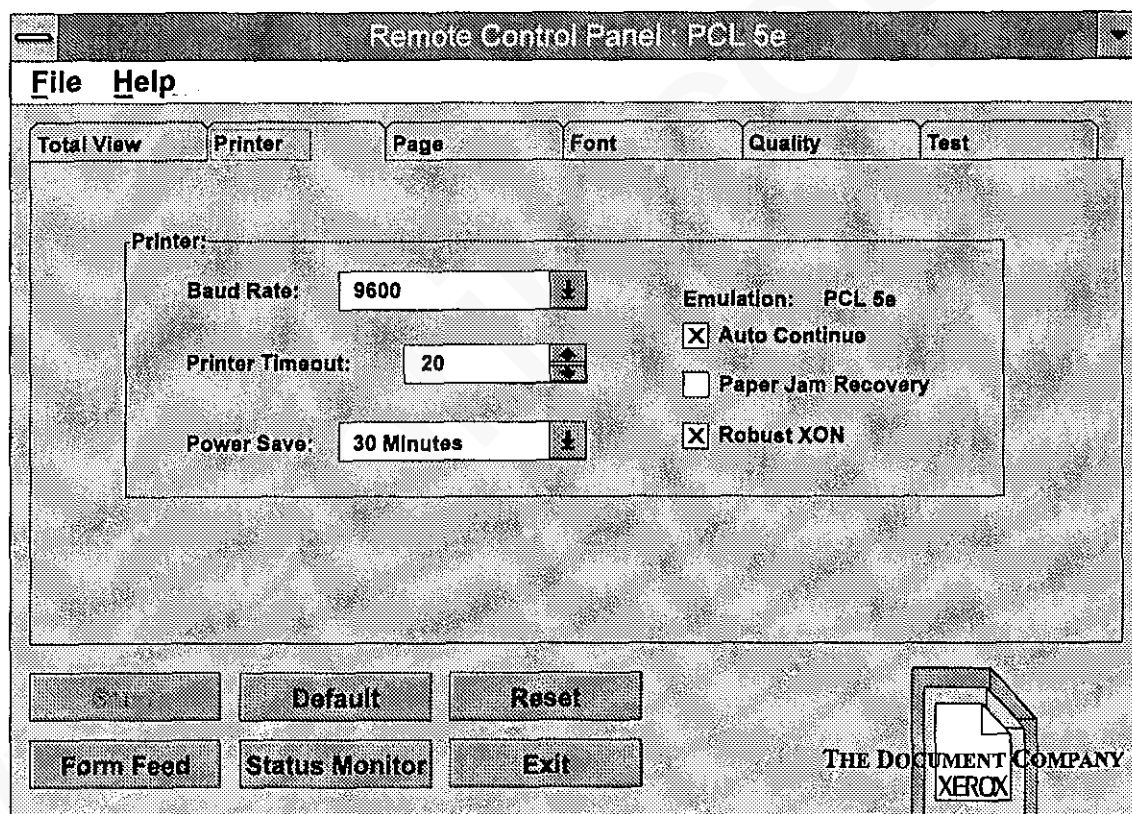 Remote Control Panel : PCL 5e
File Help
Total View Printer Page Font Quality Test
Printer:
Baud Rate: 9600
Emulation: PCL 5e
Auto Continue
Printer Timeout: 20
Paper Jam Recovery
Power Save: 30 Minutes
Robust XON
Default Reset
Form Feed Status Monitor Exit
THE DOCUMENT COMPANY
XEROX